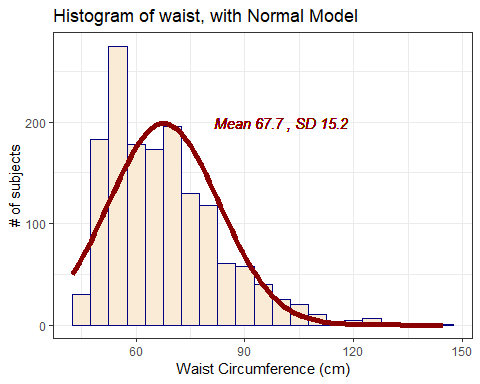 Histogram of waist, with Normal Model
Mean 67.7 , SD 15.2
# of subjects
200
100
0
60
90
120
150
Waist Circumference (cm)